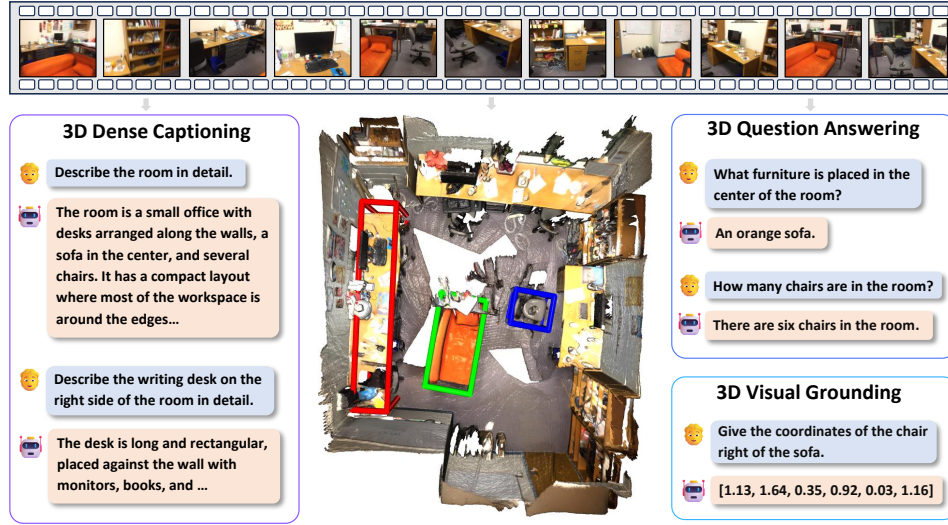 3D Dense Captioning
Describe the room in detail.
The room is a small office with
desks arranged along the walls, a
sofa in the center, and several
chairs. It has a compact layout
where most of the workspace is
around the edges…
Describe the writing desk on the
right side of the room in detail.
The desk is long and rectangular,
placed against the wall with
monitors, books, and …
3D Question Answering
What furniture is placed in the
center of the room?
An orange sofa.
How many chairs are in the room?
There are six chairs in the room.
3D Visual Grounding
Give the coordinates of the chair
right of the sofa.
[1.13, 1.64, 0.35, 0.92, 0.03, 1.16]